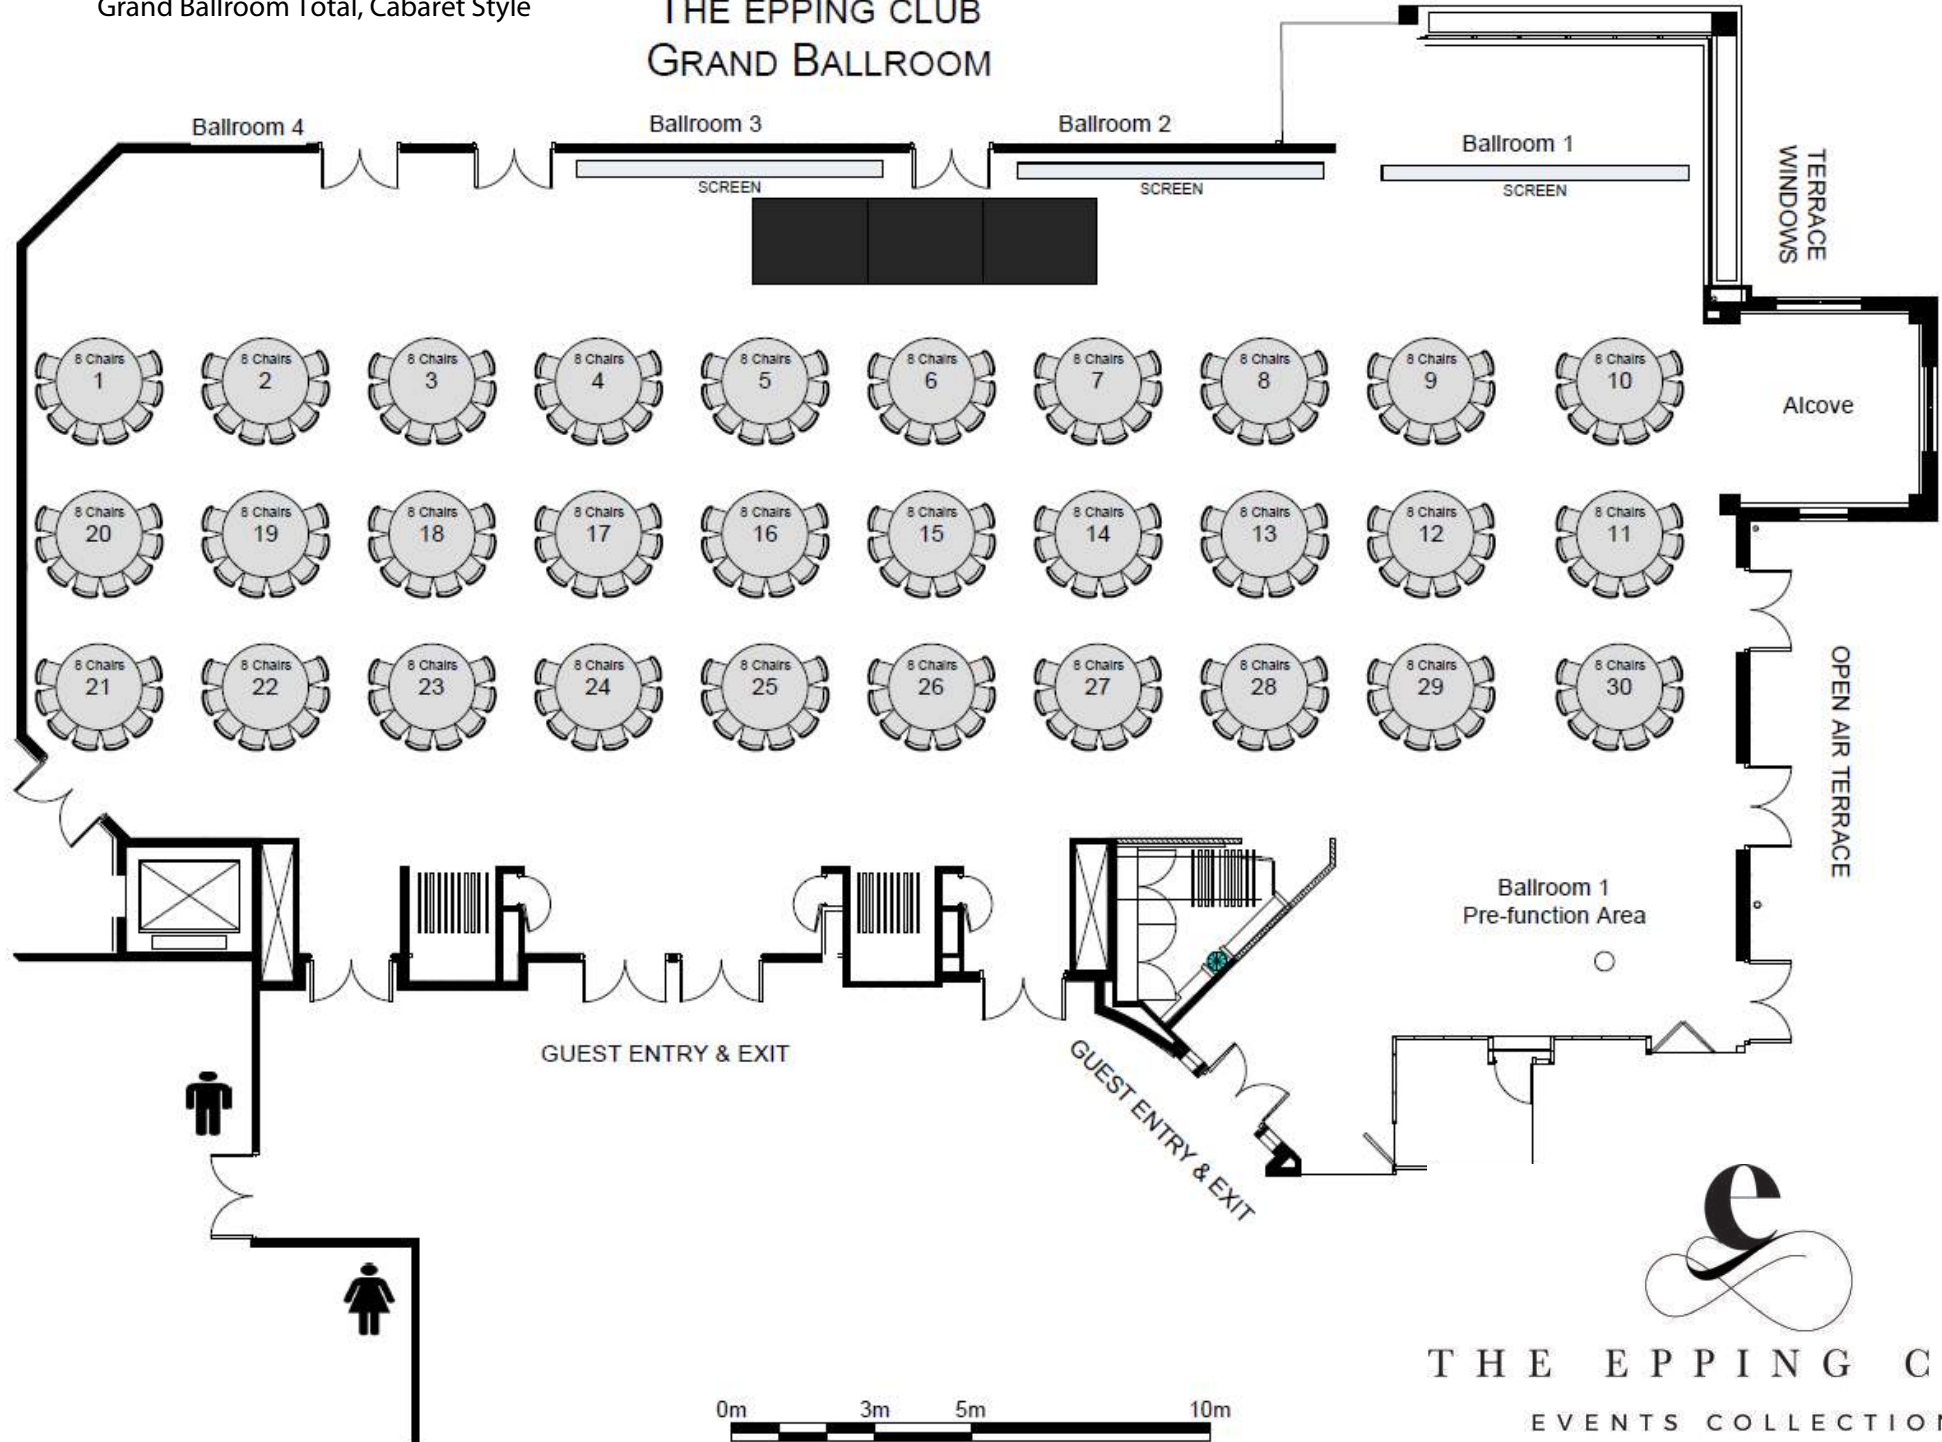 Grand Ballroom Total, Cabaret Style
THE EPPING CLUB
GRAND BALLROOM
Ballroom 4
Ballroom 3
Ballroom 2
Ballroom 1
SCREEN
SCREEN
SCREEN
TERRACE
WINDOWS
8 Chairs
1
8 Chairs
2
8 Chairs
3
8 Chairs
4
8 Chairs
5
8 Chairs
6
8 Chairs
7
8 Chairs
8
8 Chairs
9
8 Chairs
10
Alcove
8 Chairs
20
8 Chairs
19
8 Chairs
18
8 Chairs
17
8 Chairs
16
8 Chairs
15
8 Chairs
14
8 Chairs
13
8 Chairs
12
8 Chairs
11
8 Chairs
21
8 Chairs
22
8 Chairs
23
8 Chairs
24
8 Chairs
25
8 Chairs
26
8 Chairs
27
8 Chairs
28
8 Chairs
29
8 Chairs
30
OPEN AIR TERRACE
Ballroom 1
Pre-function Area
GUEST ENTRY & EXIT
GUEST ENTRY & EXIT
e
THE EPPING C
EVENTS COLLECTION
0m 3m 5m 10m